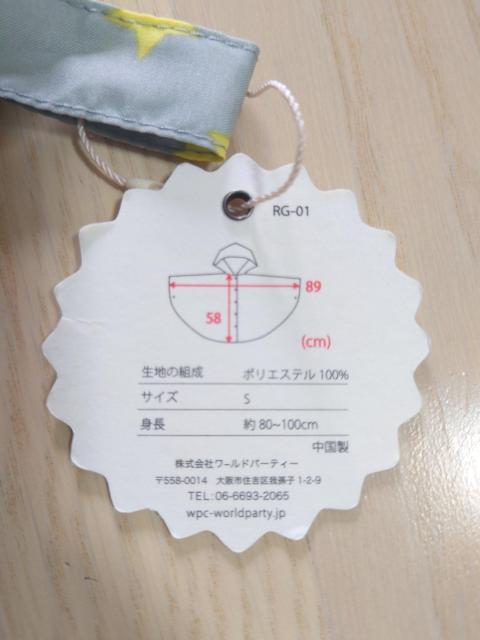 RG-01
89
58
(cm)
生地の組成 ポリエステル 100%
サイズ S
身長 約 80~100cm
中国製
株式会社ワールドパーティー
〒558-0014 大阪市住吉区我孫子 1-2-9
TEL:06-6693-2065
wpc-worldparty.jp